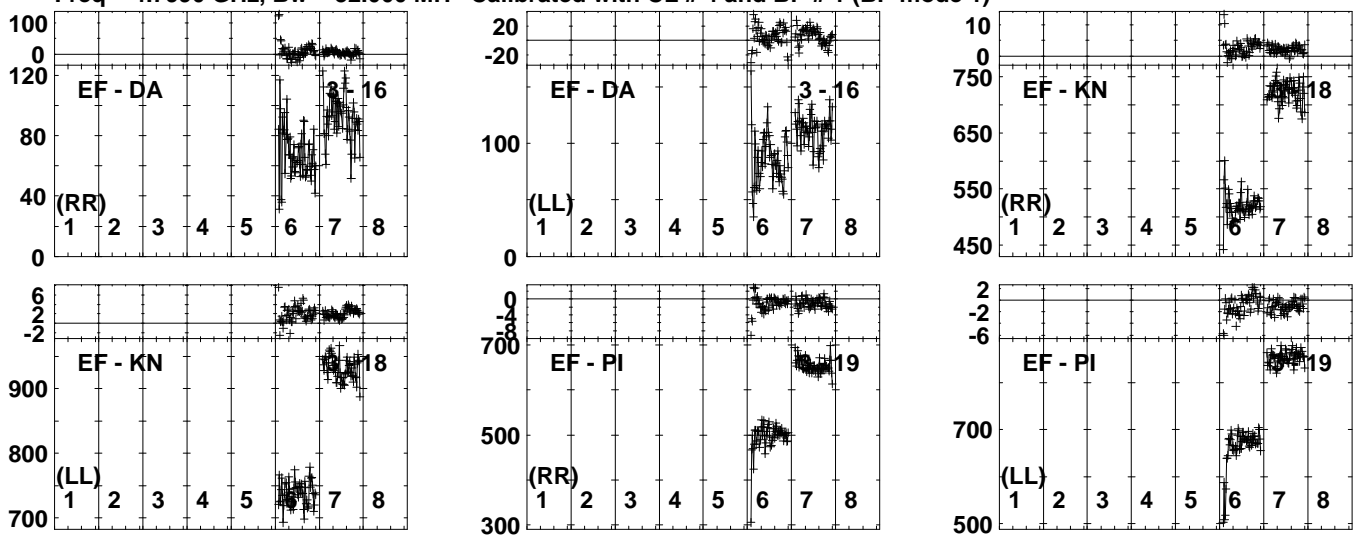 Freq = GHz, Bw = MH Calibrated with CL # and BP # (BP mode 1)
100
0
120
80
40
0
EF - DA
3 - 16
(RR)
1 2 3 4 5 6 7 8
20
-20
100
0
EF - DA
3 - 16
(LL)
1 2 3 4 5 6 7 8
10
0
750
650
550
450
EF - KN
18
(RR)
1 2 3 4 5 6 7 8
6
2
-2
900
700
EF - KN
18
(LL)
1 2 3 4 5 6 7 8
0
-4
-8
700
500
300
EF - PI
19
(RR)
1 2 3 4 5 6 7 8
2
-2
-6
700
500
EF - PI
19
(LL)
1 2 3 4 5 6 7 8